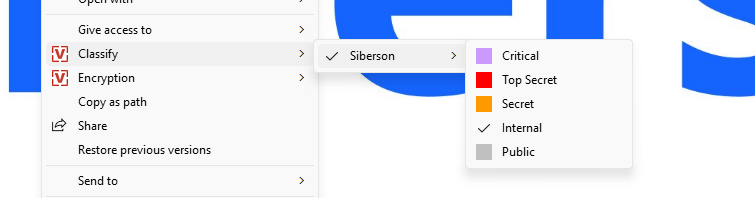 Open with
Give access to
Classify
Encryption
Copy as path
Share
Restore previous versions
Send to
Siberson
Critical
Top Secret
Secret
Internal
Public